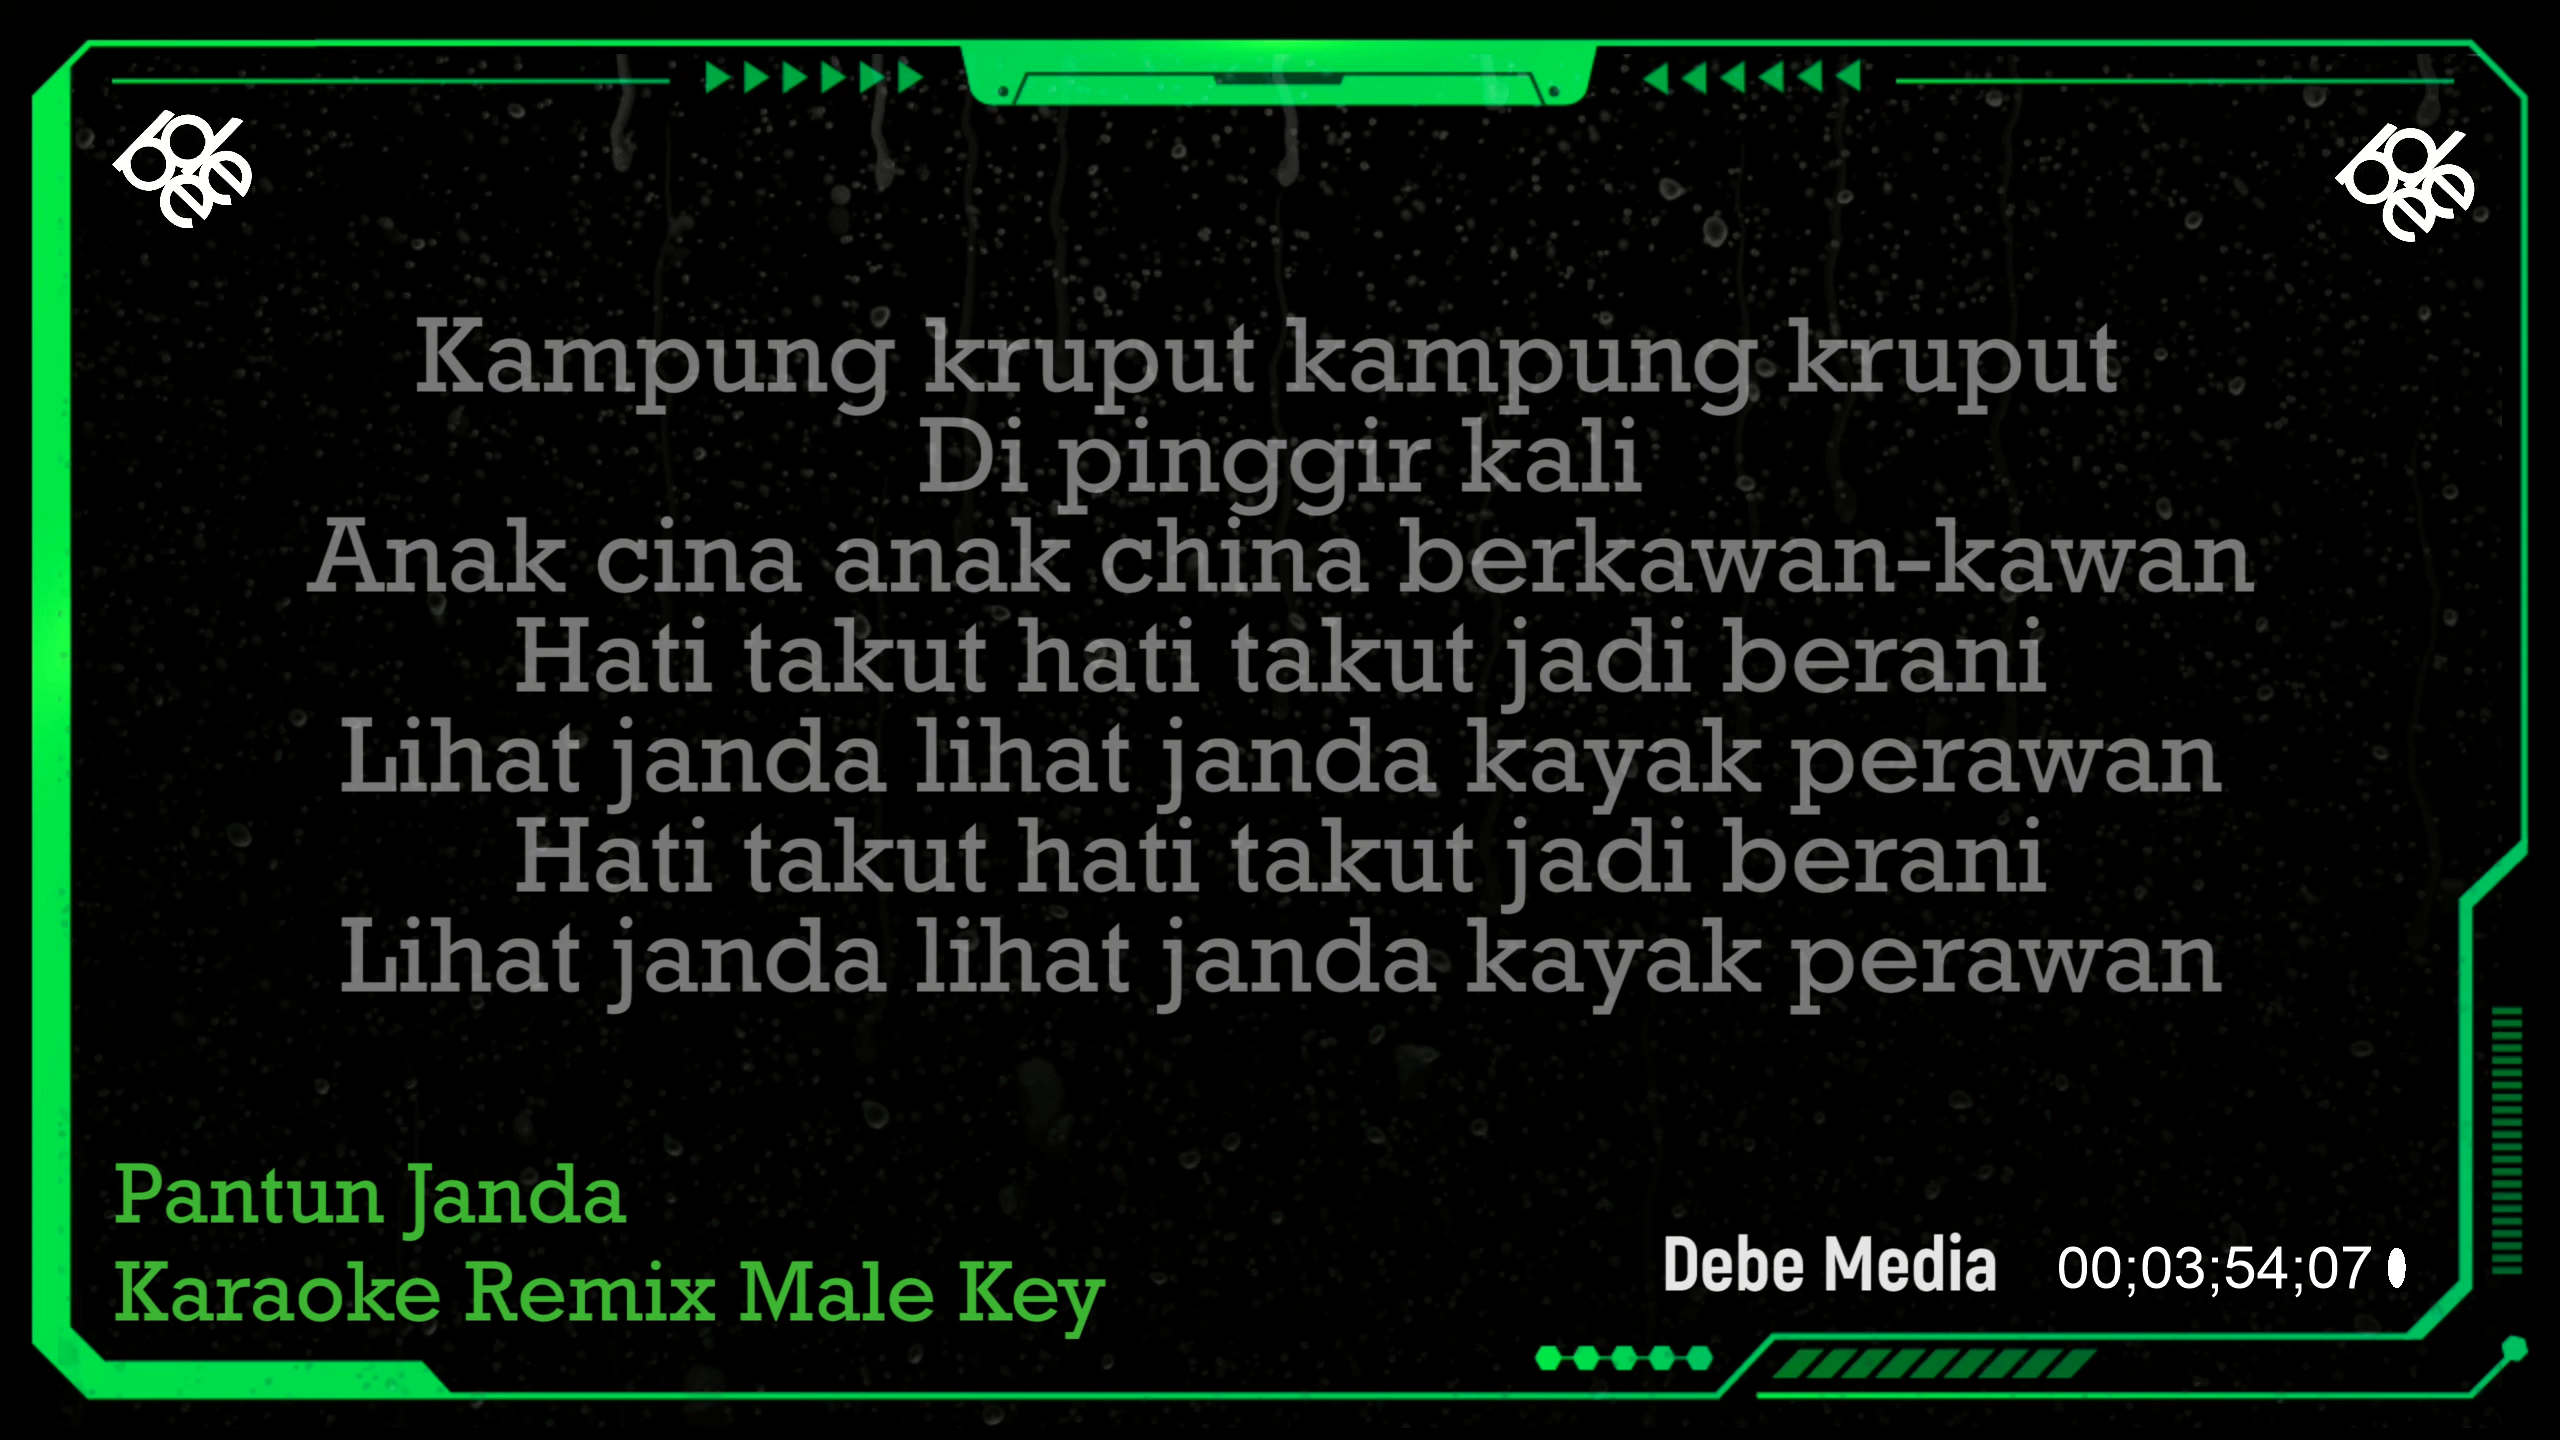 Kampung kruput kampung kruput
Di pinggir kali
Anak cina anak china berkawan-kawan
Hati takut hati takut jadi berani
Lihat janda lihat janda kayak perawan
Hati takut hati takut jadi berani
Lihat janda lihat janda kayak perawan
Pantun Janda
Karaoke Remix Male Key
Debe Media 00;03;54;07